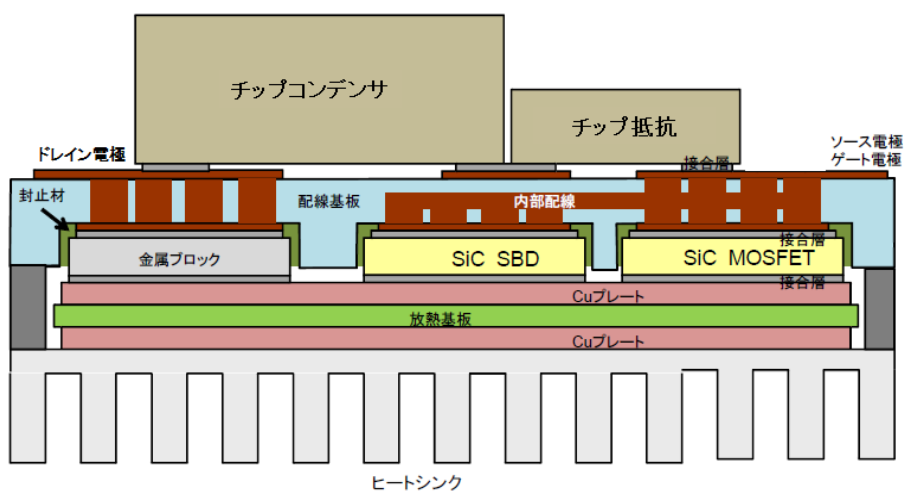 チップコンデンサ
チップ抵抗
ドレイン電極
接合層
ソース電極
ゲート電極
封止材
配線基板
内部配線
接合層
金属ブロック
SiC SBD
SiC MOSFET
接合層
Cuプレート
放熱基板
Cuプレート
ヒートシンク